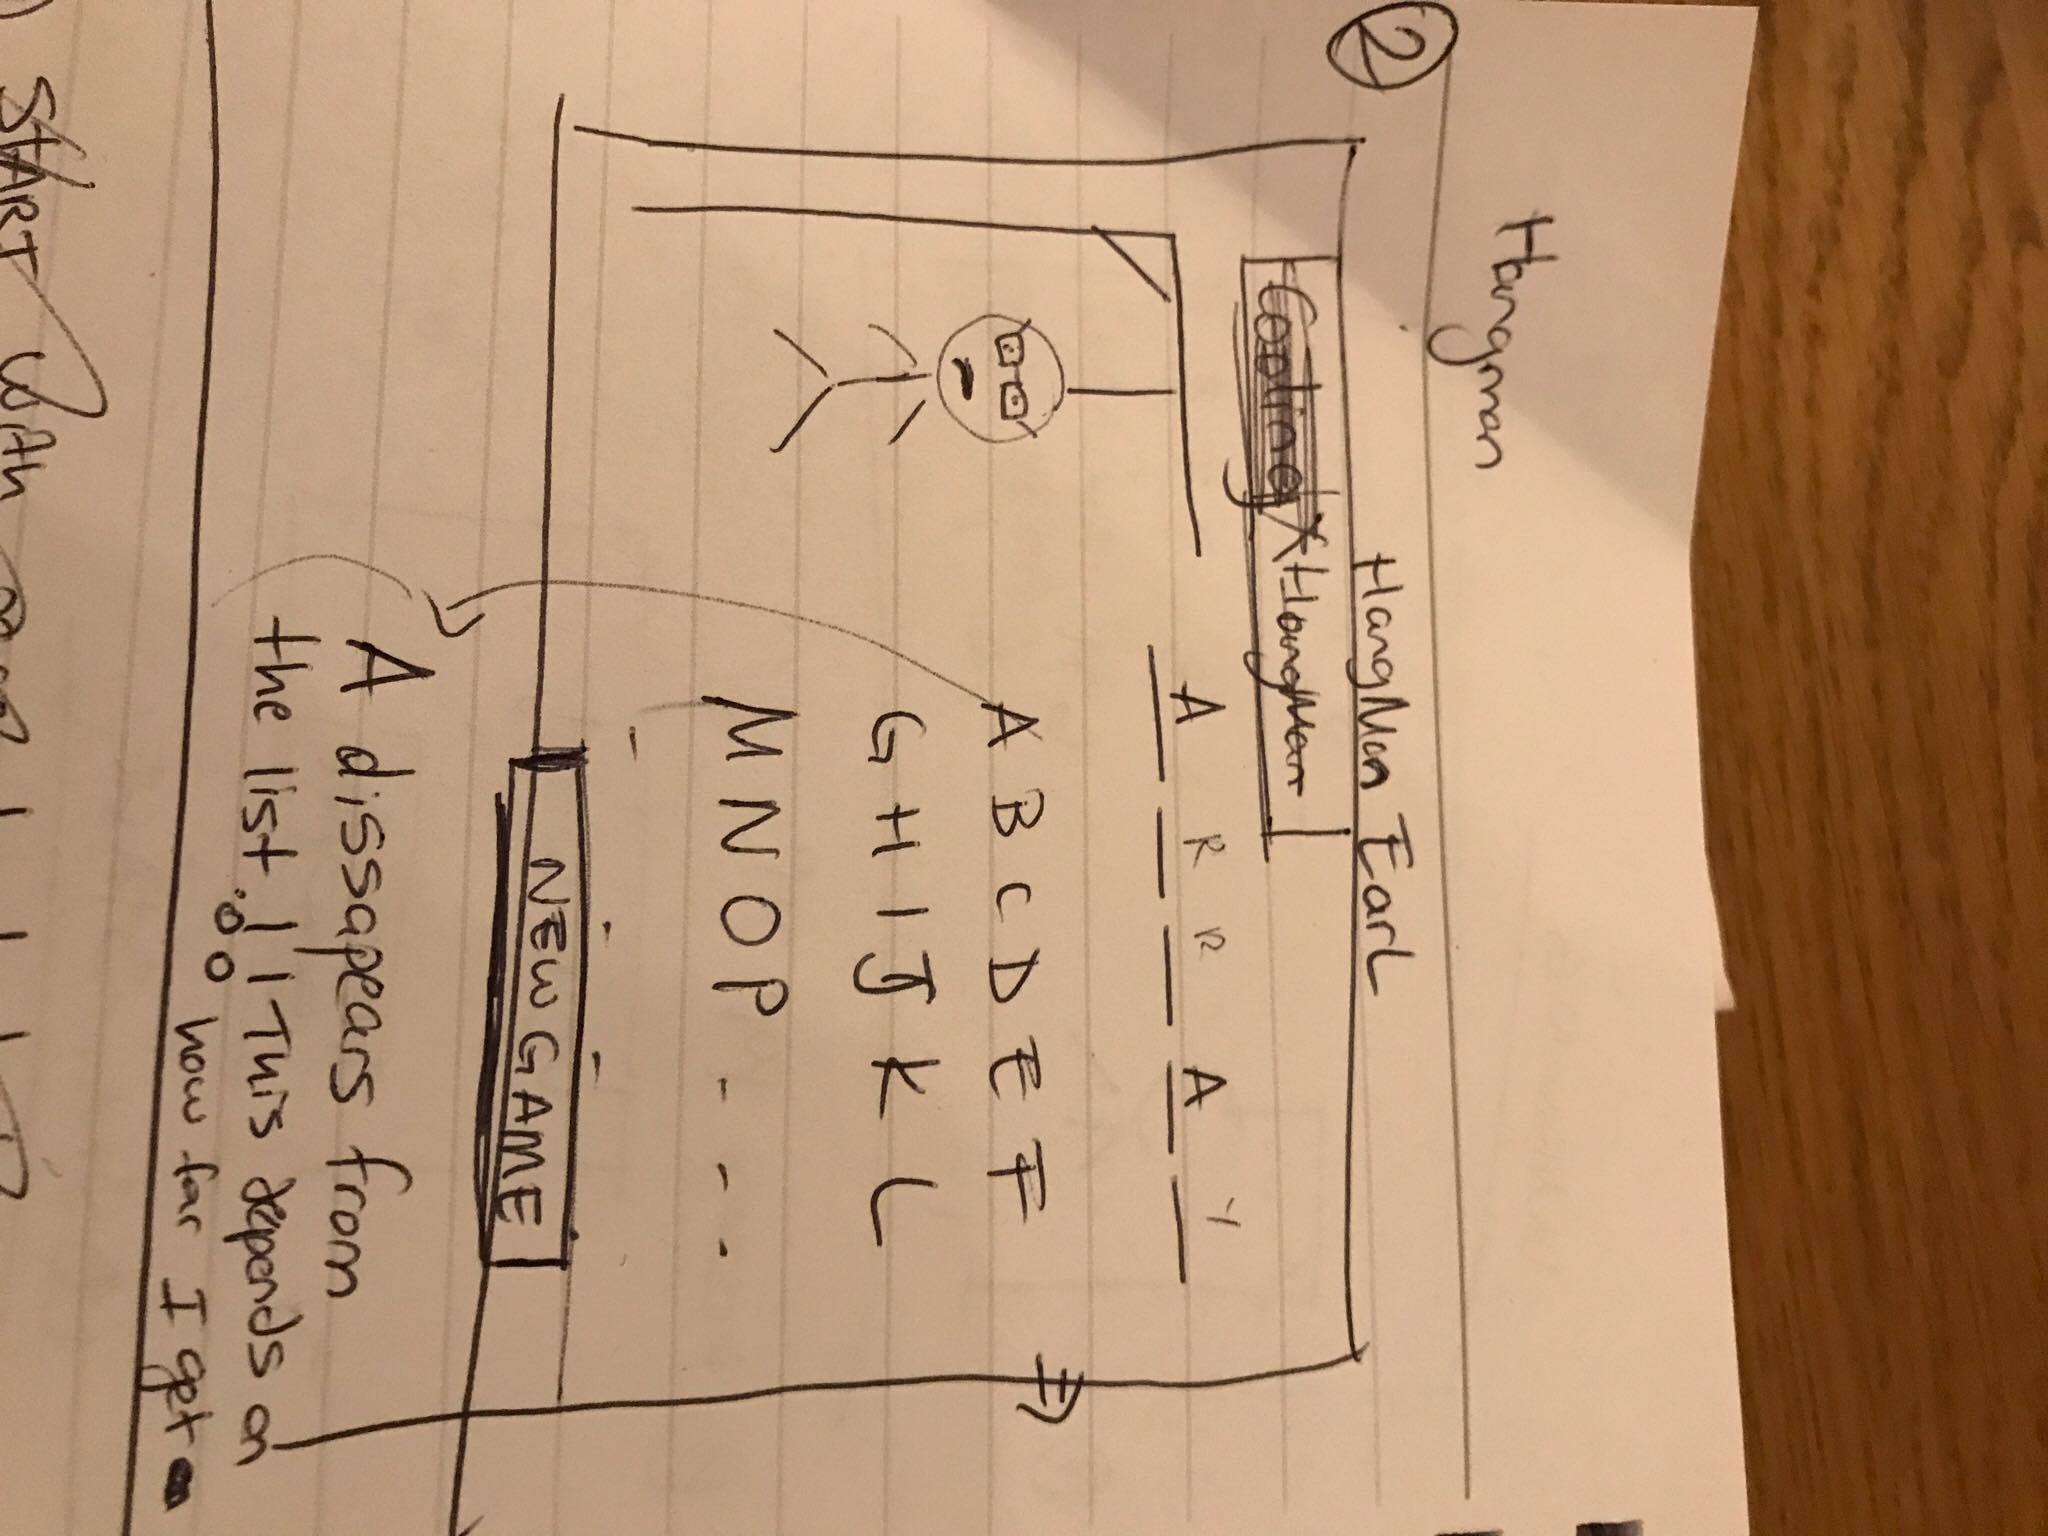 ②
Hangman
HangMan EarL
Coding X HangMan
A R R A Y
A B C D E F
G H I J K L
M N O P - - -
NEW GAME
A dissapears from
the list || This depends on
how far I get
START With